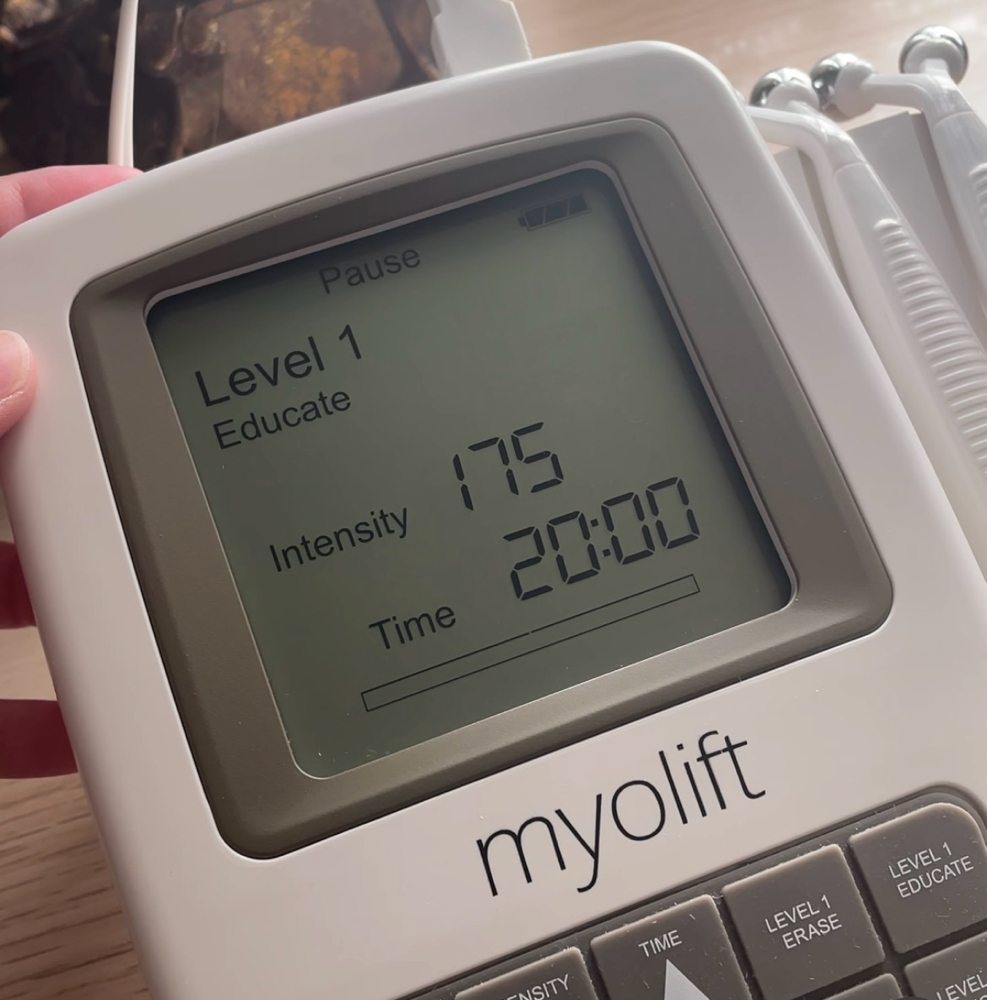 Pause
Level 1
Educate
Intensity 175
Time 20:00
myolift
TIME
LEVEL 1
ERASE
LEVEL 1
EDUCATE